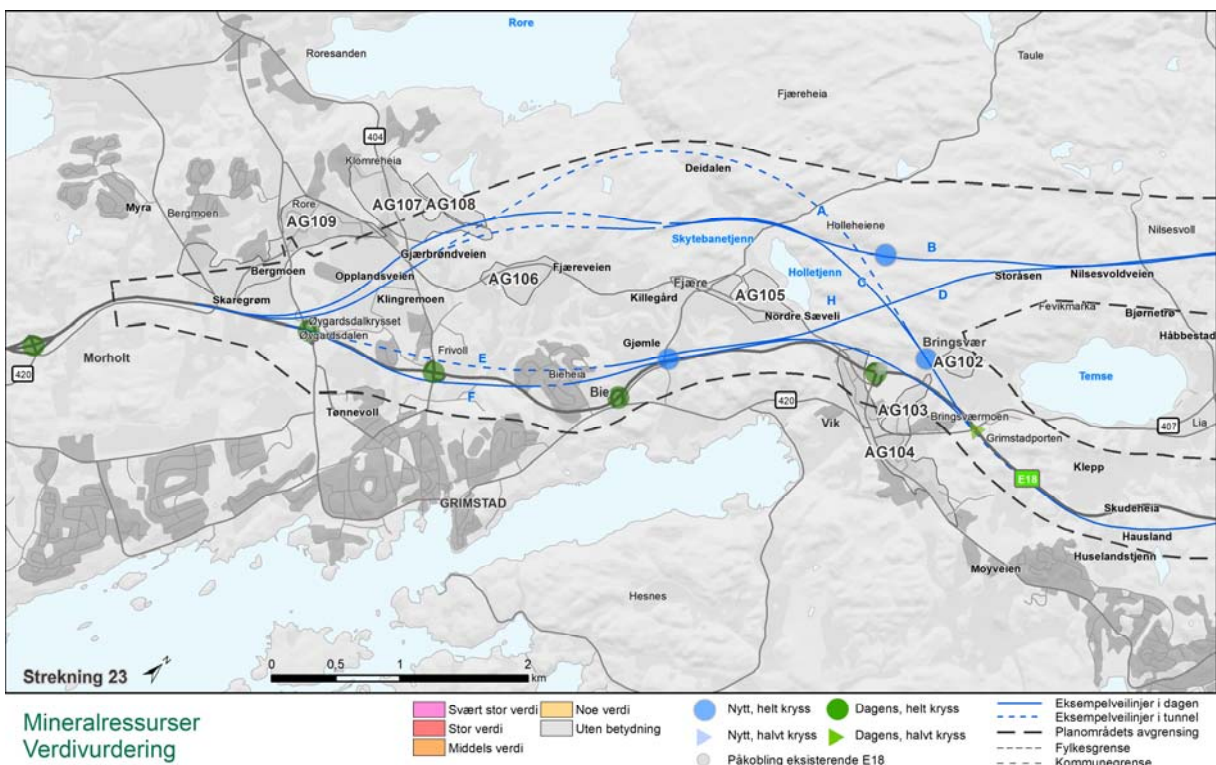 Rore
Roresanden
Taule
Fjæreheia
404
Klomreheia
Deidalen
Myra
Bergmoen
Rore
AG107
AG108
AG109
A
Holleheiene
B
Nilsesvoll
Skytebanetjenn
Gjærbrøndveien
Bergmoen
Opplandsveien
AG106
Fjæreveien
Holletjenn
Storåsen
Nilsesvoldveien
Skaregrøm
Klingremoen
Killegård
Fjære
AG105
C
D
H
Fevikmarka
Bjørnetrø
Nordre Sæveli
Øygardsdalkrysset
Øygardsdalen
Håbbestad
Morholt
420
Frivoll
E
Gjømle
Bringsvær
AG102
Bieheia
Temse
F
Bie
420
AG103
Tønnevoll
Vik
Bringsværmoen
407
Lia
Grimstadporten
AG104
Klepp
E18
GRIMSTAD
Skudeheia
Hausland
Huselandstjenn
Moyveien
Hesnes
Strekning 23
N
0 0,5 1 2
km
Mineralressurser
Verdivurdering
Svært stor verdi
Stor verdi
Middels verdi
Noe verdi
Uten betydning
Nytt, helt kryss
Nytt, halvt kryss
Påkobling eksisterende E18
Dagens, helt kryss
Dagens, halvt kryss
Eksempelveilinjer i dagen
Eksempelveilinjer i tunnel
Planområdets avgrensing
Fylkesgrense
Kommunegrense